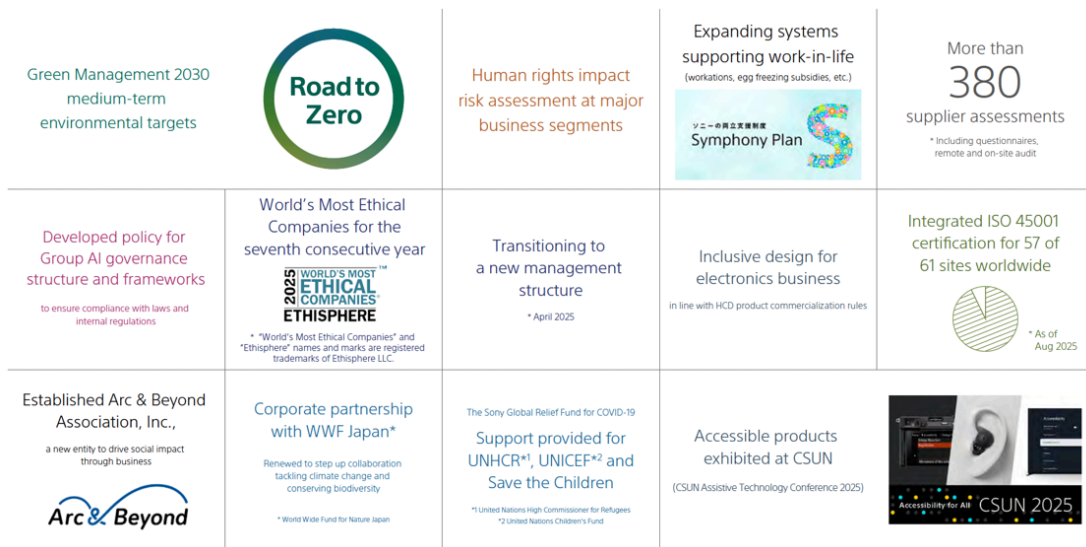 Green Management 2030
medium-term
environmental targets
Road to
Zero
Human rights impact
risk assessment at major
business segments
Expanding systems
supporting work-in-life
(workations, egg freezing subsidies, etc.)
ソニーの両立支援制度
Symphony Plan
S
More than
380
supplier assessments
* Including questionnaires,
remote and on-site audit
Developed policy for
Group AI governance
structure and frameworks
to ensure compliance with laws and
internal regulations
World's Most Ethical
Companies for the
seventh consecutive year
2025
WORLD'S MOST
ETHICAL
COMPANIES®
™
ETHISPHERE
* "World's Most Ethical Companies" and
"Ethisphere" names and marks are registered
trademarks of Ethisphere LLC.
Transitioning to
a new management
structure
* April 2025
Inclusive design for
electronics business
in line with HCD product commercialization rules
Integrated ISO 45001
certification for 57 of
61 sites worldwide
* As of
Aug 2025
Established Arc & Beyond
Association, Inc.,
a new entity to drive social impact
through business
Arc & Beyond
Corporate partnership
with WWF Japan*
Renewed to step up collaboration
tackling climate change and
conserving biodiversity
* World Wide Fund for Nature Japan
The Sony Global Relief Fund for COVID-19
Support provided for
UNHCR*1, UNICEF*2 and
Save the Children
*1 United Nations High Commissioner for Refugees
*2 United Nations Children's Fund
Accessible products
exhibited at CSUN
(CSUN Assistive Technology Conference 2025)
Accessibility
Accessibility for All
CSUN 2025